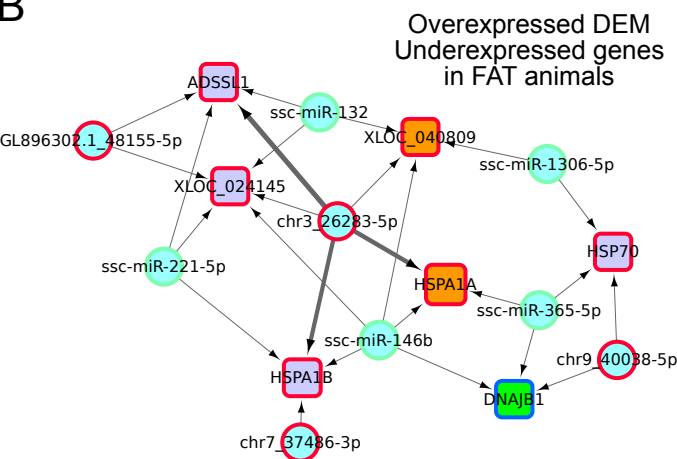 B
Overexpressed DEM
Underexpressed genes
in FAT animals
ADSSL1
ssc-miR-132
XLOC_040809
GL896302.1_48155-5p
ssc-miR-1306-5p
XLOC_024145
chr3_26283-5p
HSP70
ssc-miR-221-5p
HSPA1A
ssc-miR-365-5p
ssc-miR-146b
chr9_40038-5p
HSPA1B
DNAJB1
chr7_37486-3p